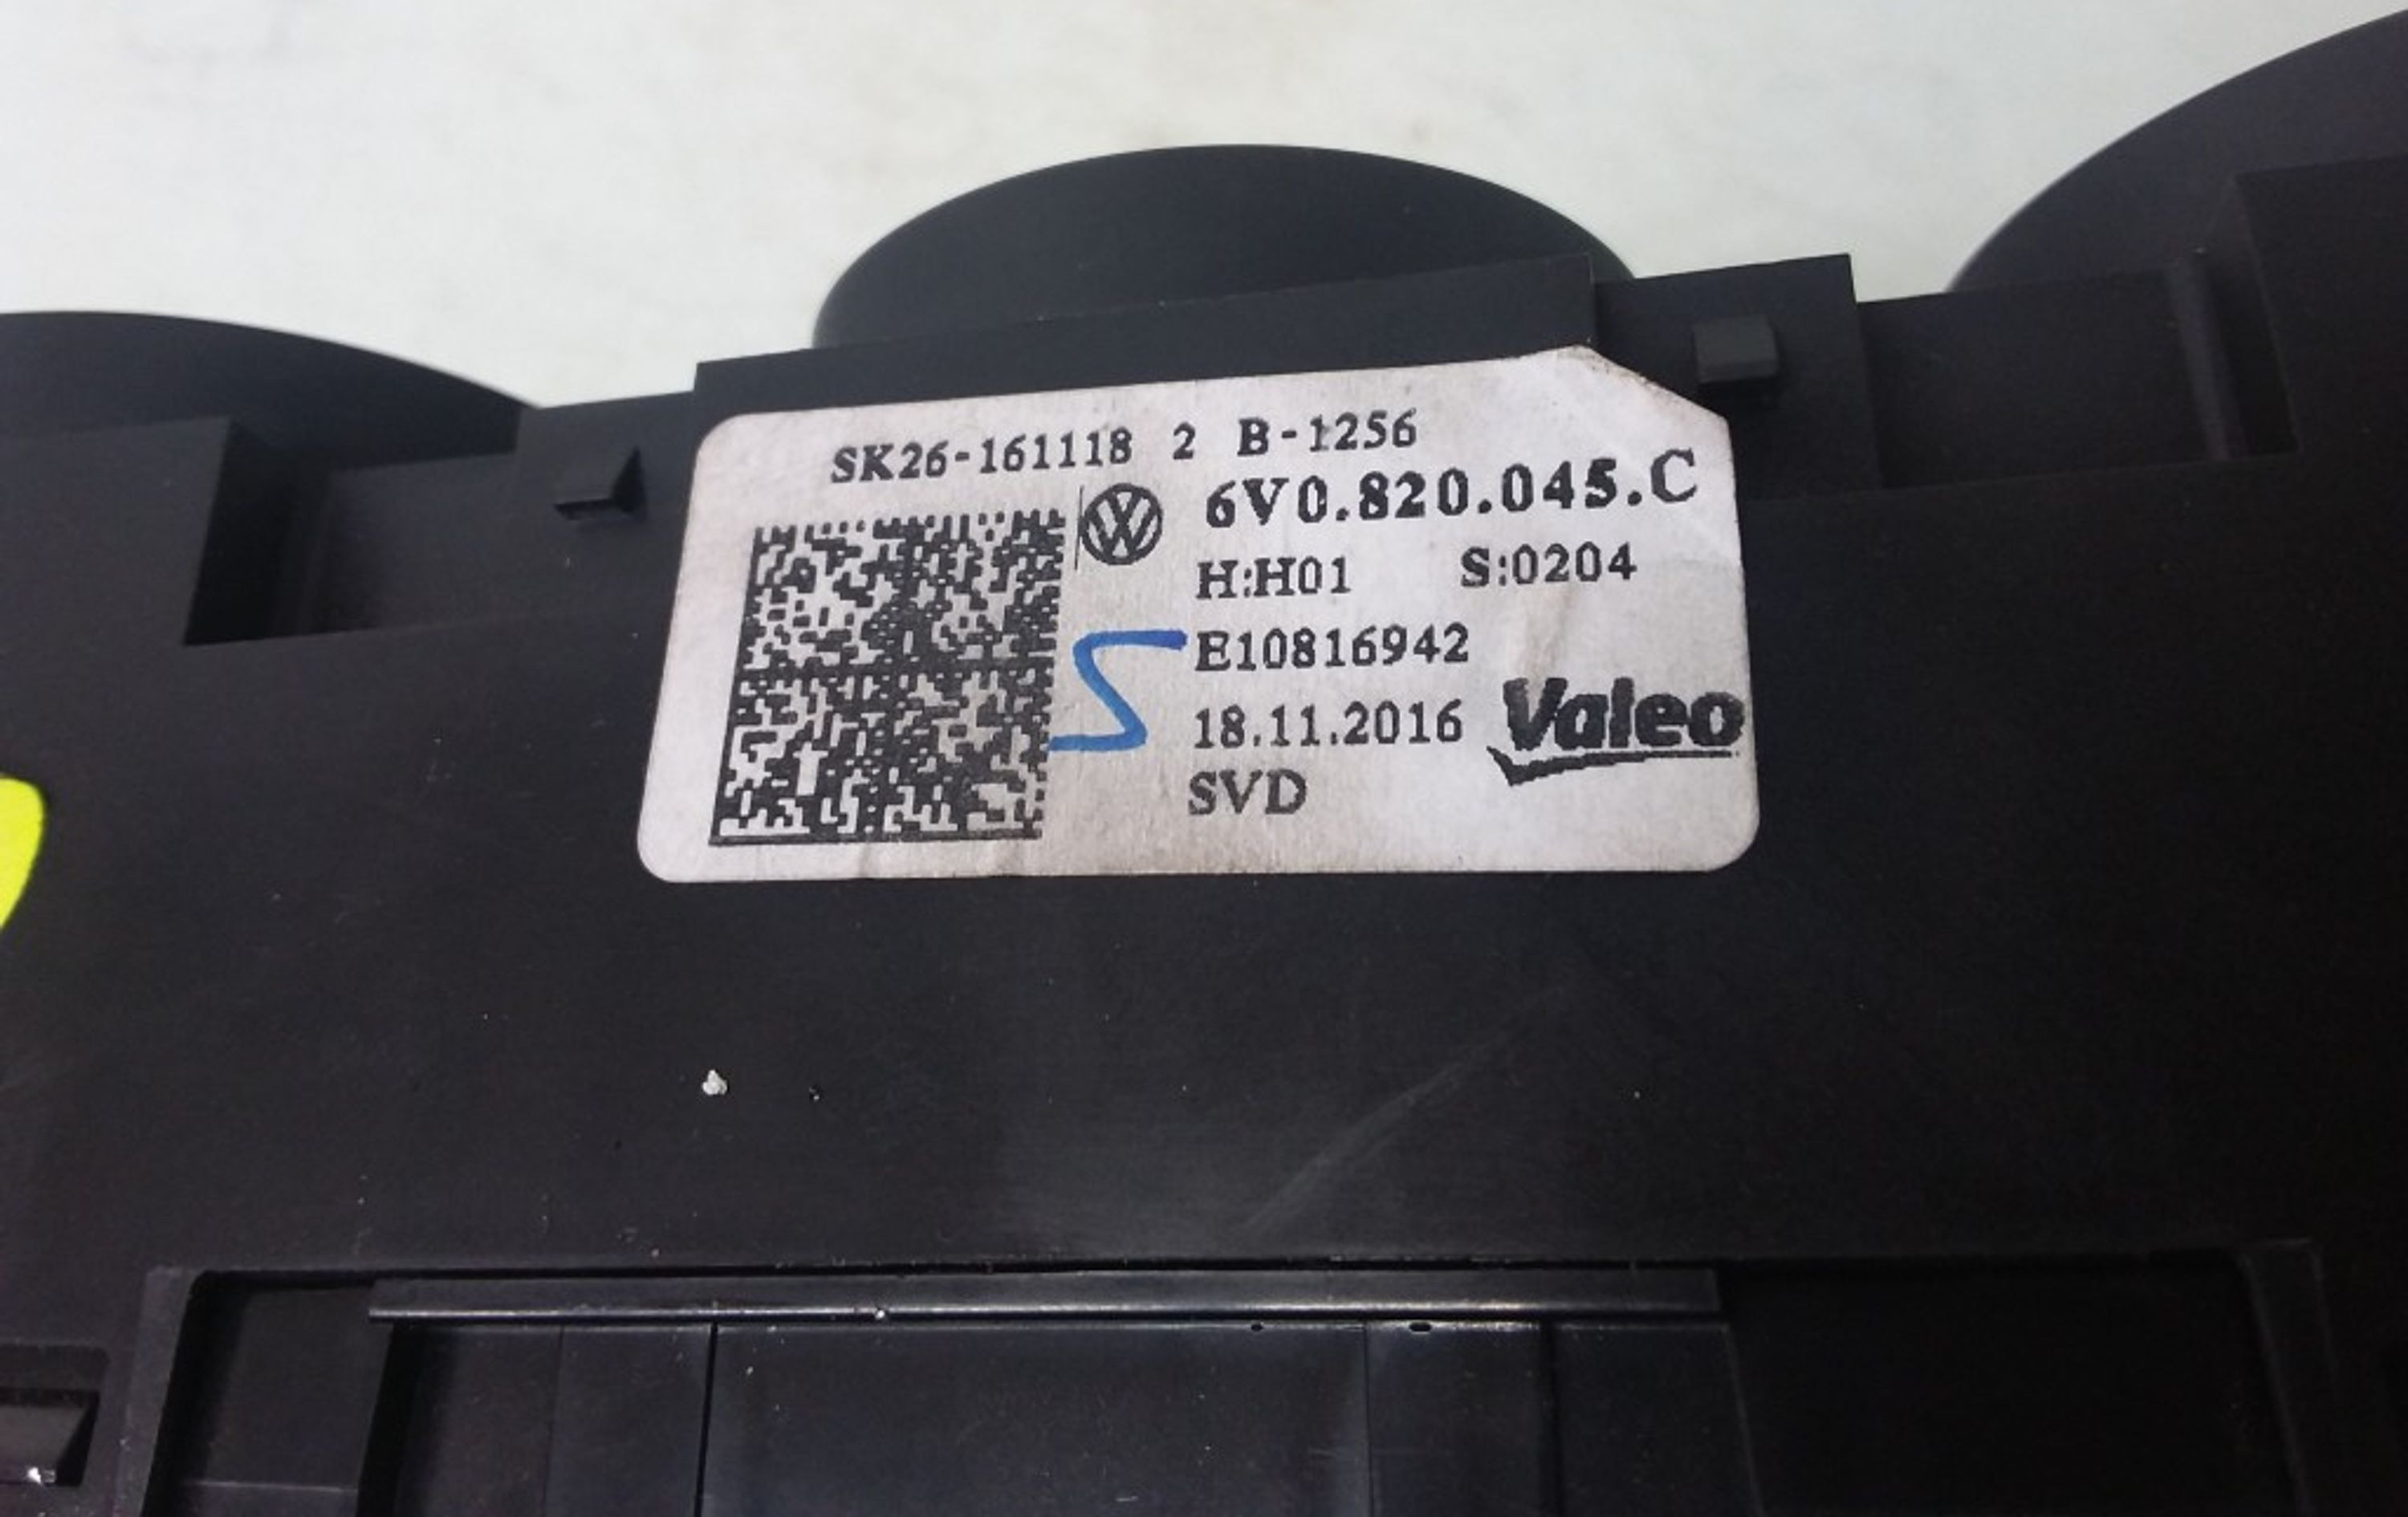 SK26-161118 2 B-1256
6V0.820.045.C
H:H01 S:0204
E10816942
18.11.2016 Valeo
SVD